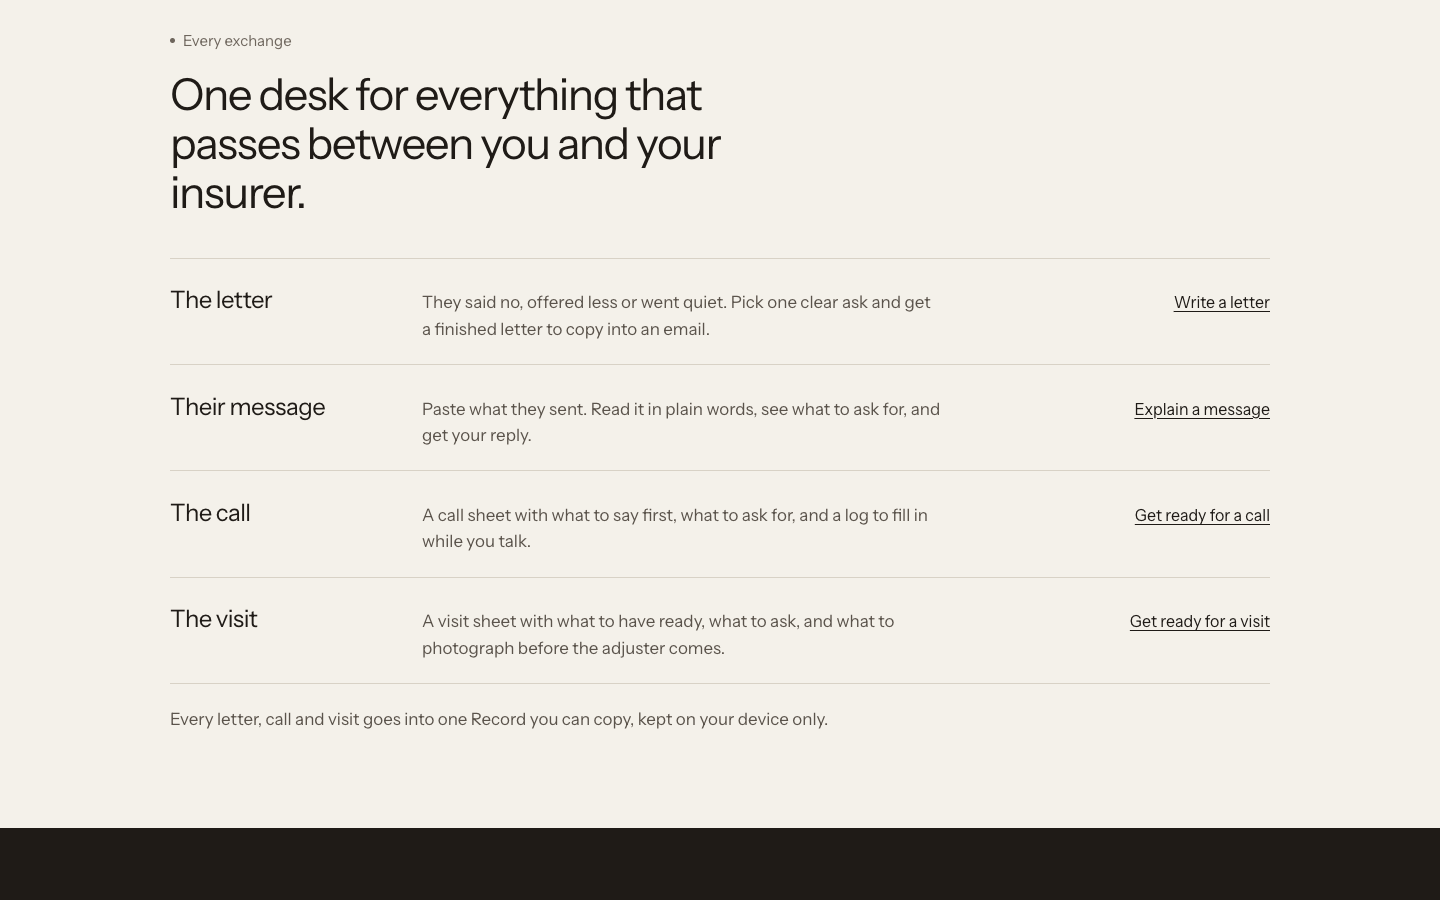 Every exchange
One desk for everything that
passes between you and your
insurer.
The letter
They said no, offered less or went quiet. Pick one clear ask and get
a finished letter to copy into an email.
Write a letter
Their message
Paste what they sent. Read it in plain words, see what to ask for, and
get your reply.
Explain a message
The call
A call sheet with what to say first, what to ask for, and a log to fill in
while you talk.
Get ready for a call
The visit
A visit sheet with what to have ready, what to ask, and what to
photograph before the adjuster comes.
Get ready for a visit
Every letter, call and visit goes into one Record you can copy, kept on your device only.